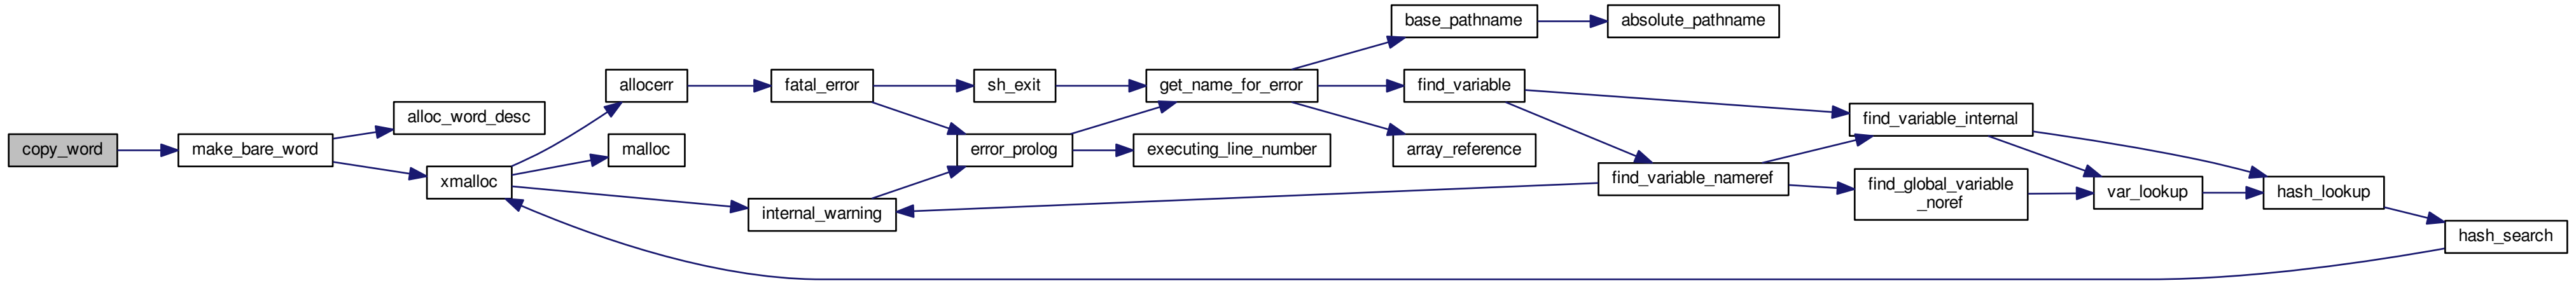 copy_word
make_bare_word
alloc_word_desc
xmalloc
allocerr
malloc
internal_warning
fatal_error
sh_exit
error_prolog
get_name_for_error
executing_line_number
base_pathname
absolute_pathname
find_variable
array_reference
find_variable_nameref
find_variable_internal
find_global_variable
_noref
var_lookup
hash_lookup
hash_search